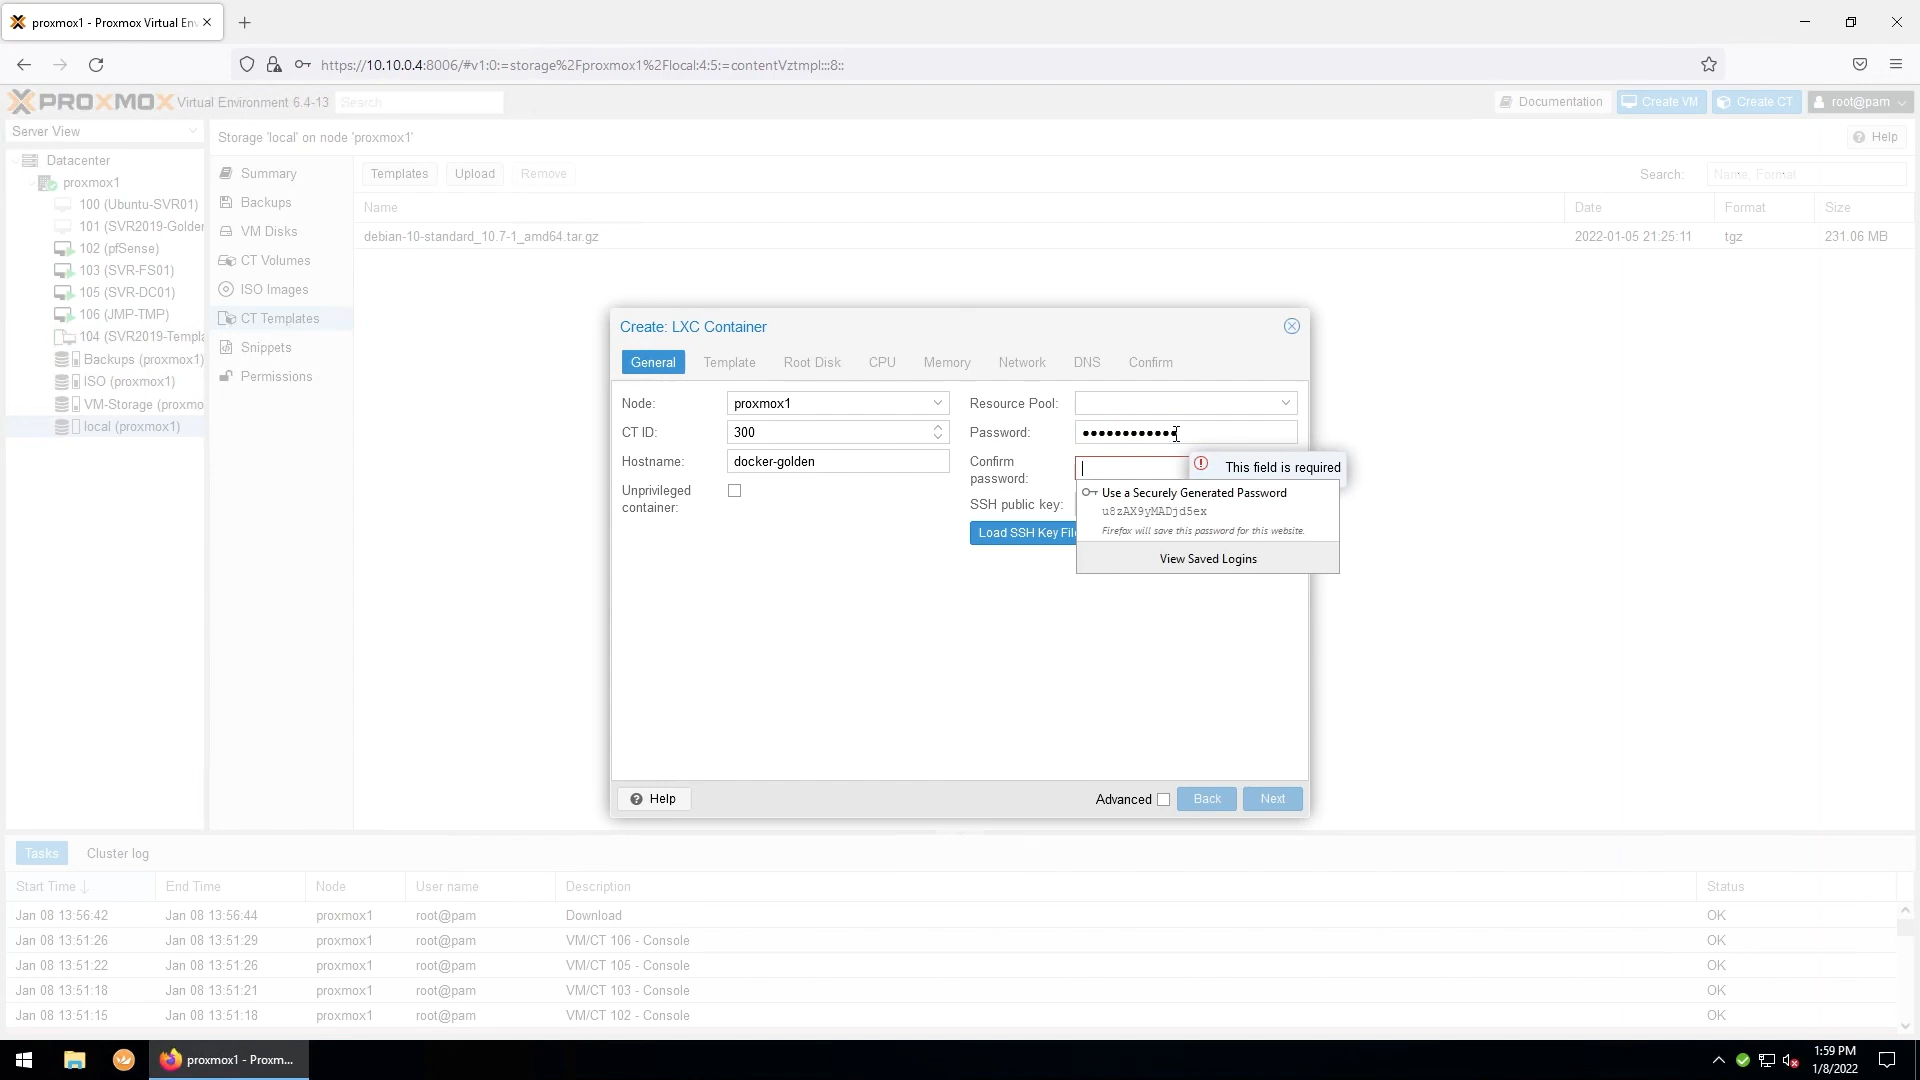 proxmox1 - Proxmox Virtual Env
https://10.10.0.4:8006/#v1:0:=storage%2Fproxmox1%2Flocal:4:5:=contentVztmpl:::8::
PROXMOX Virtual Environment 6.4-13 Search
Documentation Create VM Create CT root@pam
Server View
Storage 'local' on node 'proxmox1'
Help
Datacenter
proxmox1
100 (Ubuntu-SVR01)
101 (SVR2019-Golden
102 (pfSense)
103 (SVR-FS01)
105 (SVR-DC01)
106 (JMP-TMP)
104 (SVR2019-Templa
Backups (proxmox1)
ISO (proxmox1)
VM-Storage (proxmo
local (proxmox1)
Summary
Backups
VM Disks
CT Volumes
ISO Images
CT Templates
Snippets
Permissions
Templates Upload Remove
Search: Name, Format
Name Date Format Size
debian-10-standard_10.7-1_amd64.tar.gz 2022-01-05 21:25:11 tgz 231.06 MB
Create: LXC Container
General Template Root Disk CPU Memory Network DNS Confirm
Node: proxmox1
CT ID: 300
Hostname: docker-golden
Unprivileged
container:
Resource Pool:
Password: ••••••••••••
Confirm
password:
This field is required
SSH public key:
Load SSH Key File
Use a Securely Generated Password
u8zAX9yMADjd5ex
Firefox will save this password for this website.
View Saved Logins
Help
Advanced Back Next
Tasks Cluster log
Start Time End Time Node User name Description Status
Jan 08 13:56:42 Jan 08 13:56:44 proxmox1 root@pam Download OK
Jan 08 13:51:26 Jan 08 13:51:29 proxmox1 root@pam VM/CT 106 - Console OK
Jan 08 13:51:22 Jan 08 13:51:26 proxmox1 root@pam VM/CT 105 - Console OK
Jan 08 13:51:18 Jan 08 13:51:21 proxmox1 root@pam VM/CT 103 - Console OK
Jan 08 13:51:15 Jan 08 13:51:18 proxmox1 root@pam VM/CT 102 - Console OK
proxmox1 - Proxm...
1:59 PM
1/8/2022